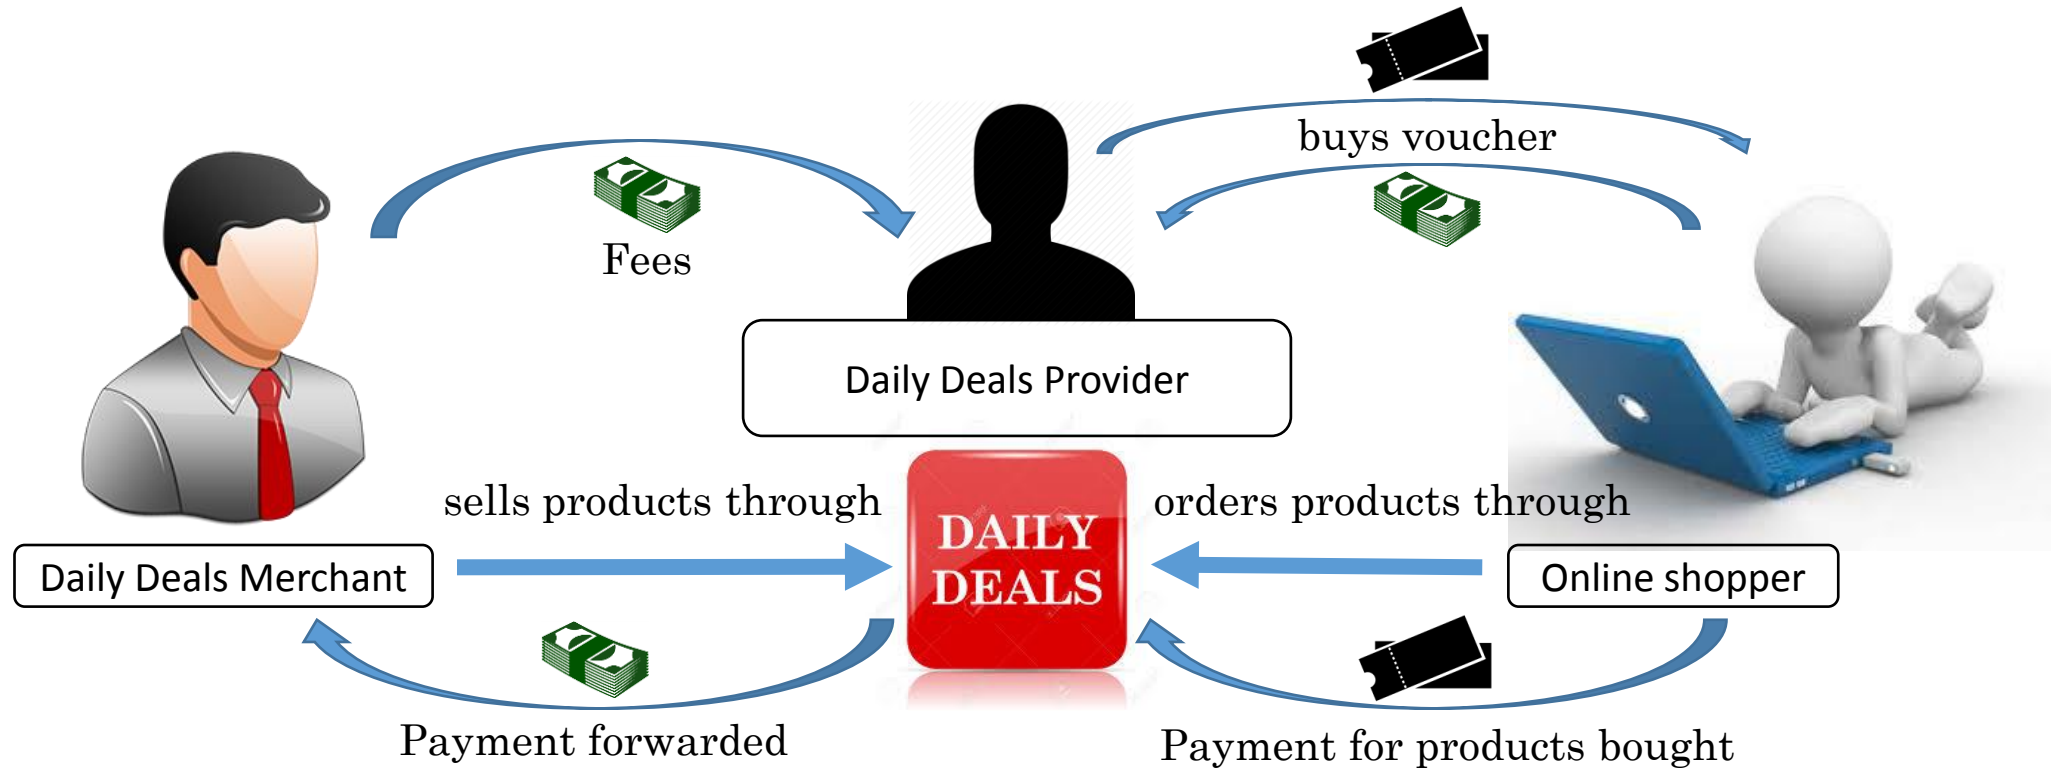 buys voucher
Fees
Daily Deals Provider
sells products through
orders products through
DAILY
DEALS
Daily Deals Merchant
Online shopper
Payment forwarded
Payment for products bought